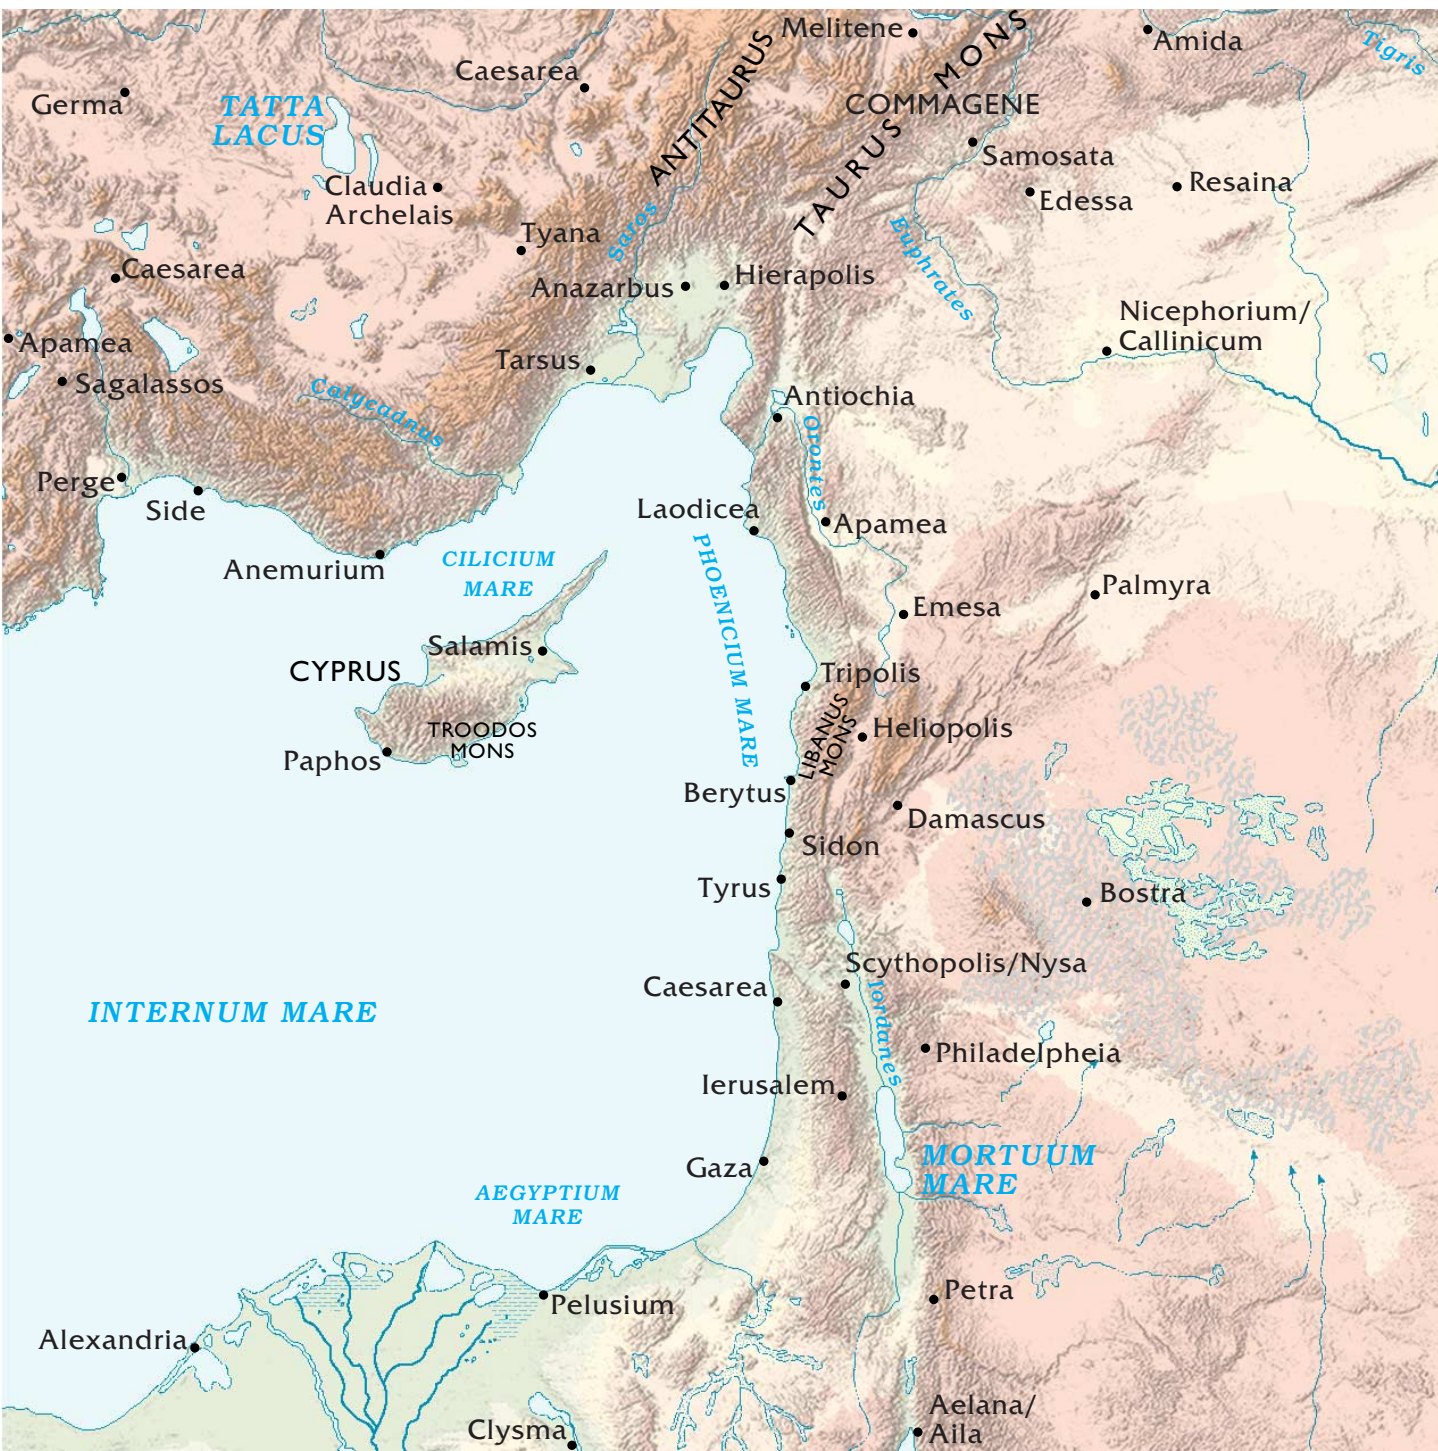 Melitene
MONS
Amida
Tigris
Caesarea
ANTITAURUS
Germa
TATTA
LACUS
COMMAGENE
TAURUS
Samosata
Claudia
Archelais
Resaina
Edessa
Saros
Tyana
Euphrates
Caesarea
Anazarbus
Hierapolis
Nicephorium/
Callinicum
Apamea
Tarsus
Sagalassos
Calycadnus
Antiochia
Orontes
Perge
Side
Laodicea
Apamea
Anemurium
CILICIUM
MARE
PHOENICIUM MARE
Palmyra
Emesa
Salamis
CYPRUS
Tripolis
TROODOS
MONS
LIBANUS
MONS
Heliopolis
Paphos
Berytus
Damascus
Sidon
Tyrus
Bostra
Scythopolis/Nysa
Caesarea
Iordanes
INTERNUM MARE
Philadelpheia
Ierusalem
MORTUUM
MARE
Gaza
AEGYPTIUM
MARE
Petra
Pelusium
Alexandria
Aelana/
Aila
Clysma